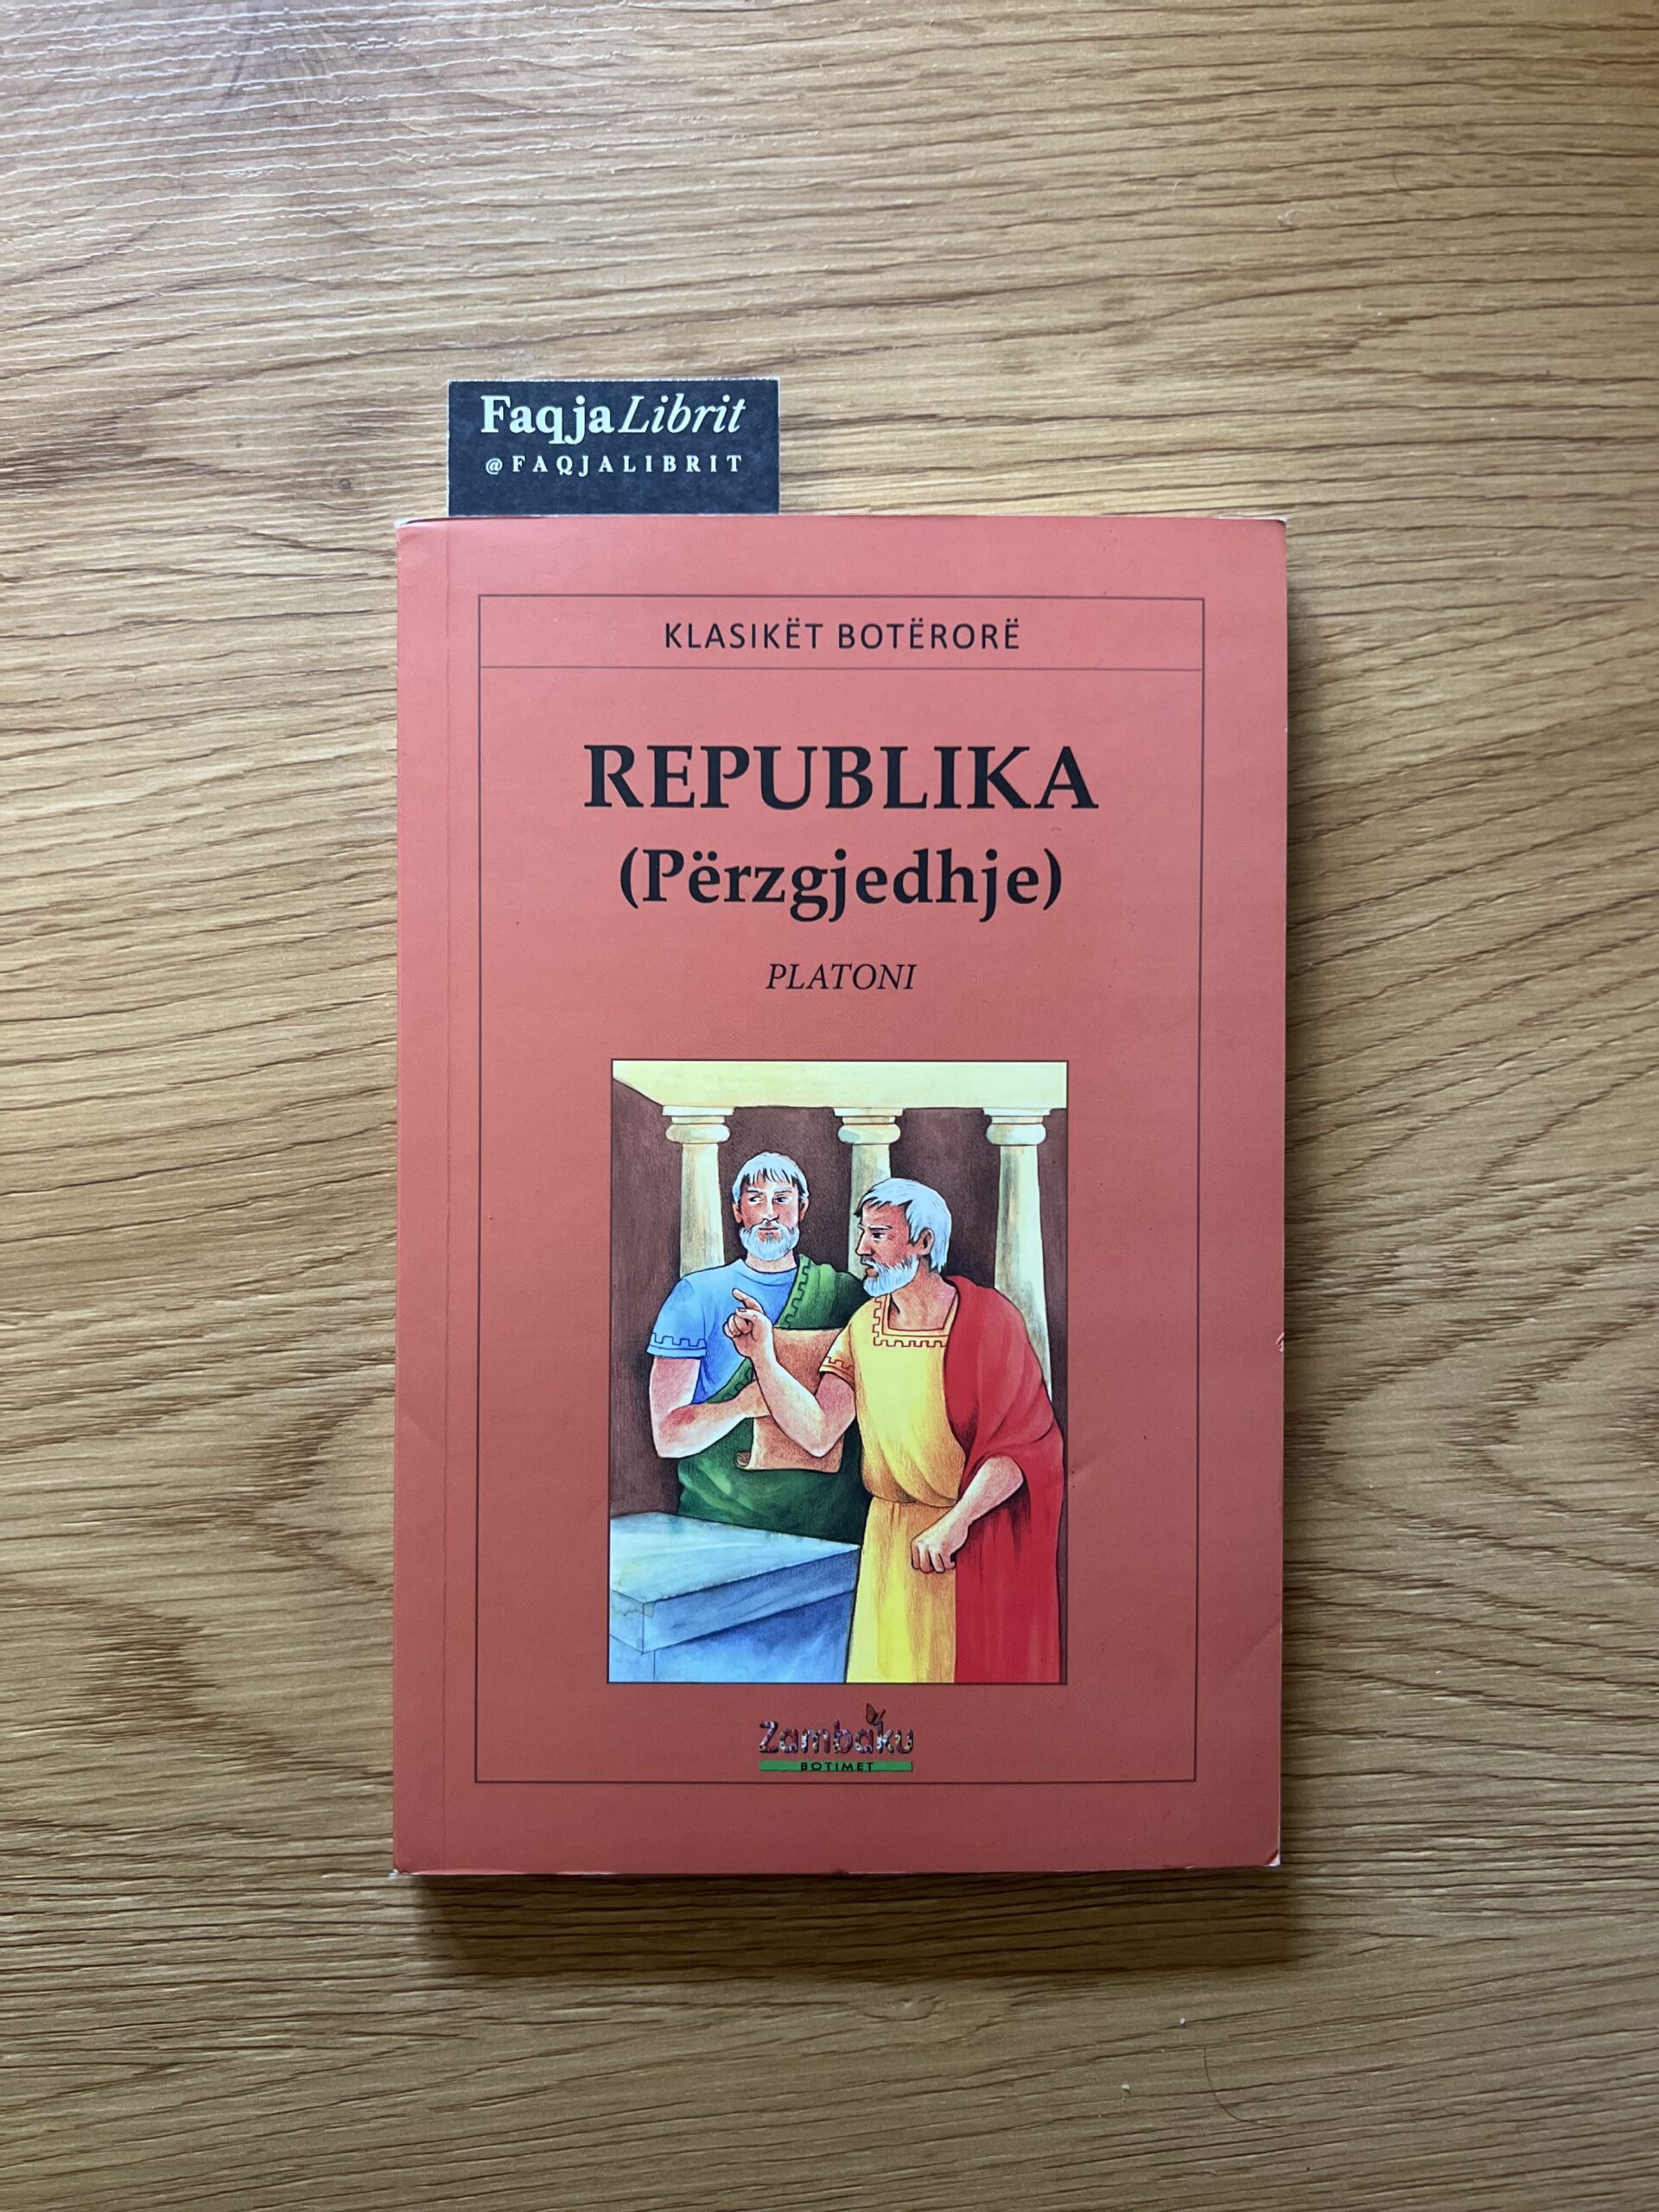 FaqjaLibrit
@FAQJALIBRIT
KLASIKËT BOTËRORË
REPUBLIKA
(Përzgjedhje)
PLATONI
Zambaku
BOTIMET